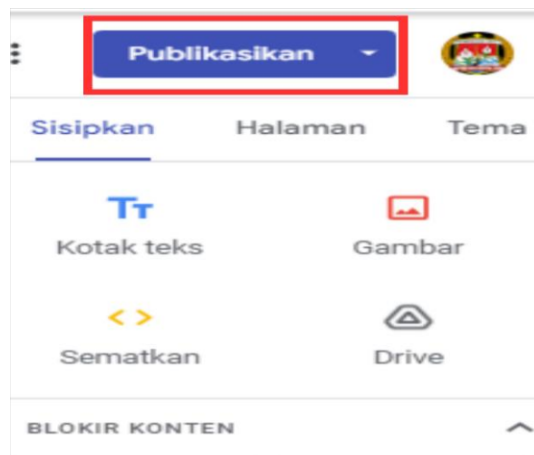 Publikasikan
Sisipkan Halaman Tema
Kotak teks Gambar
Sematkan Drive
BLOKIR KONTEN